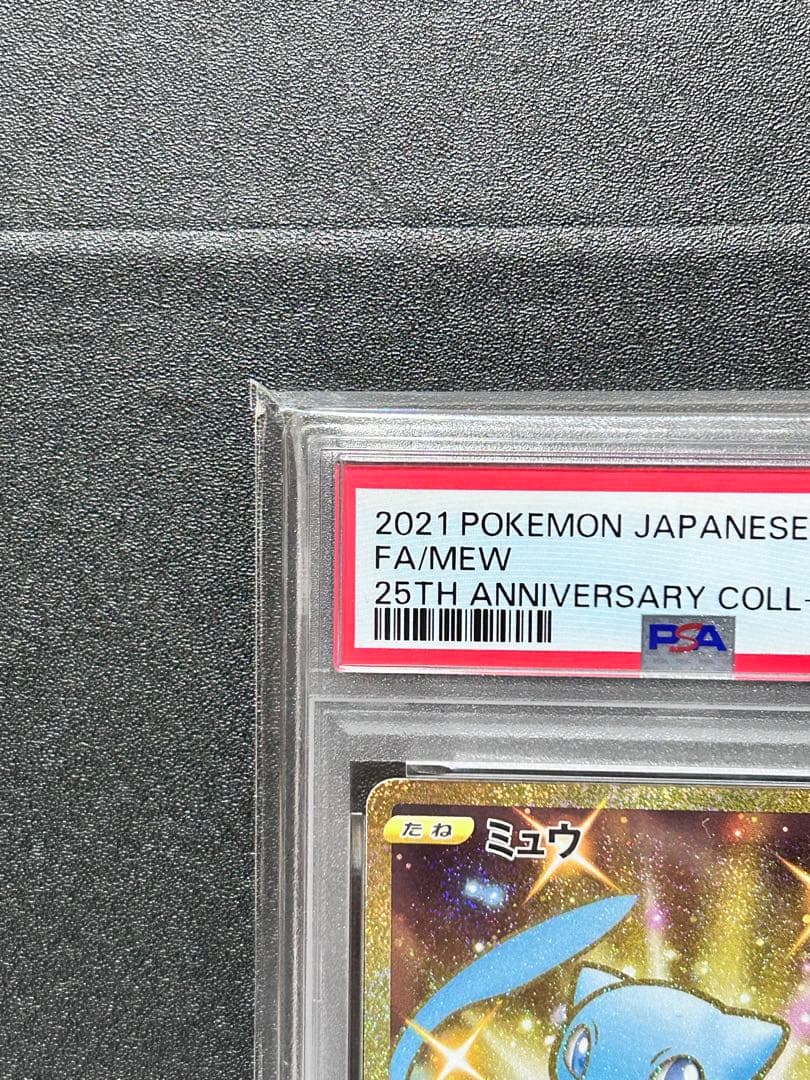 2021 POKEMON JAPANESE
FA/MEW
25TH ANNIVERSARY COLL-
PSA
たね ミュウ